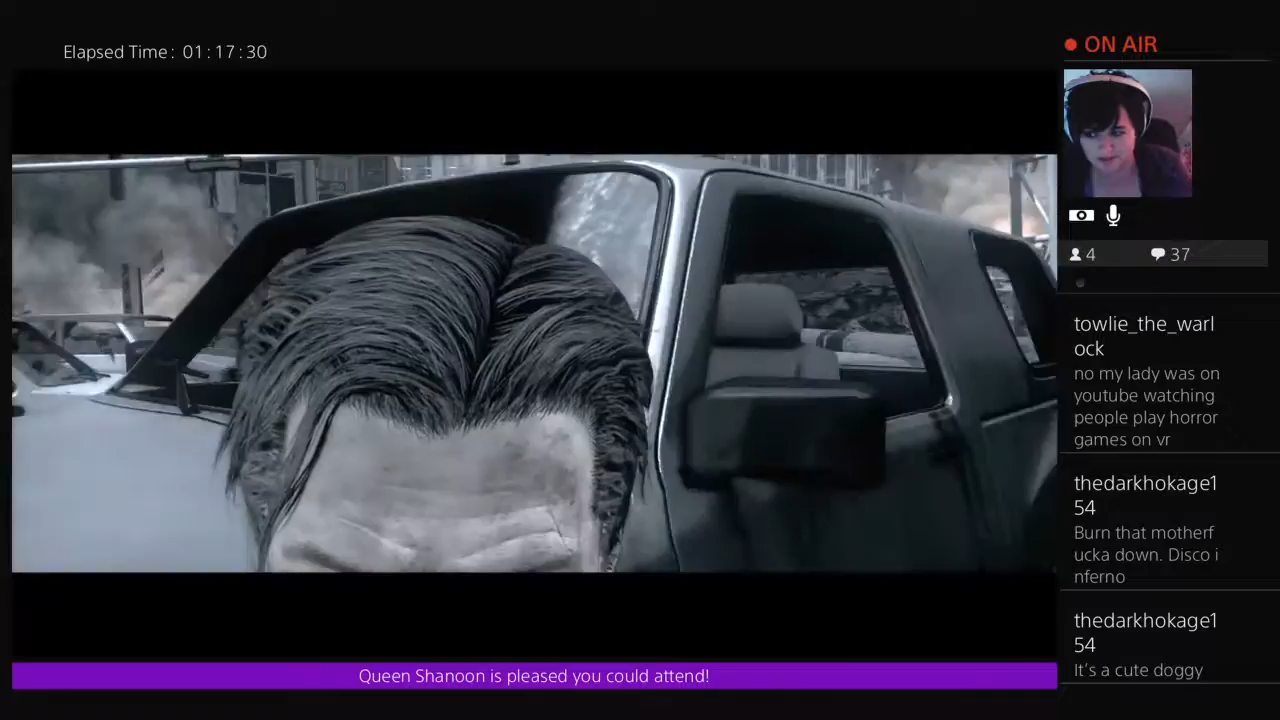 Elapsed Time: 01:17:30
ON AIR
4 37
towlie_the_warl
ock
no my lady was on
youtube watching
people play horror
games on vr
thedarkhokage1
54
Burn that motherf
ucka down. Disco i
nferno
thedarkhokage1
54
It's a cute doggy
Queen Shanoon is pleased you could attend!